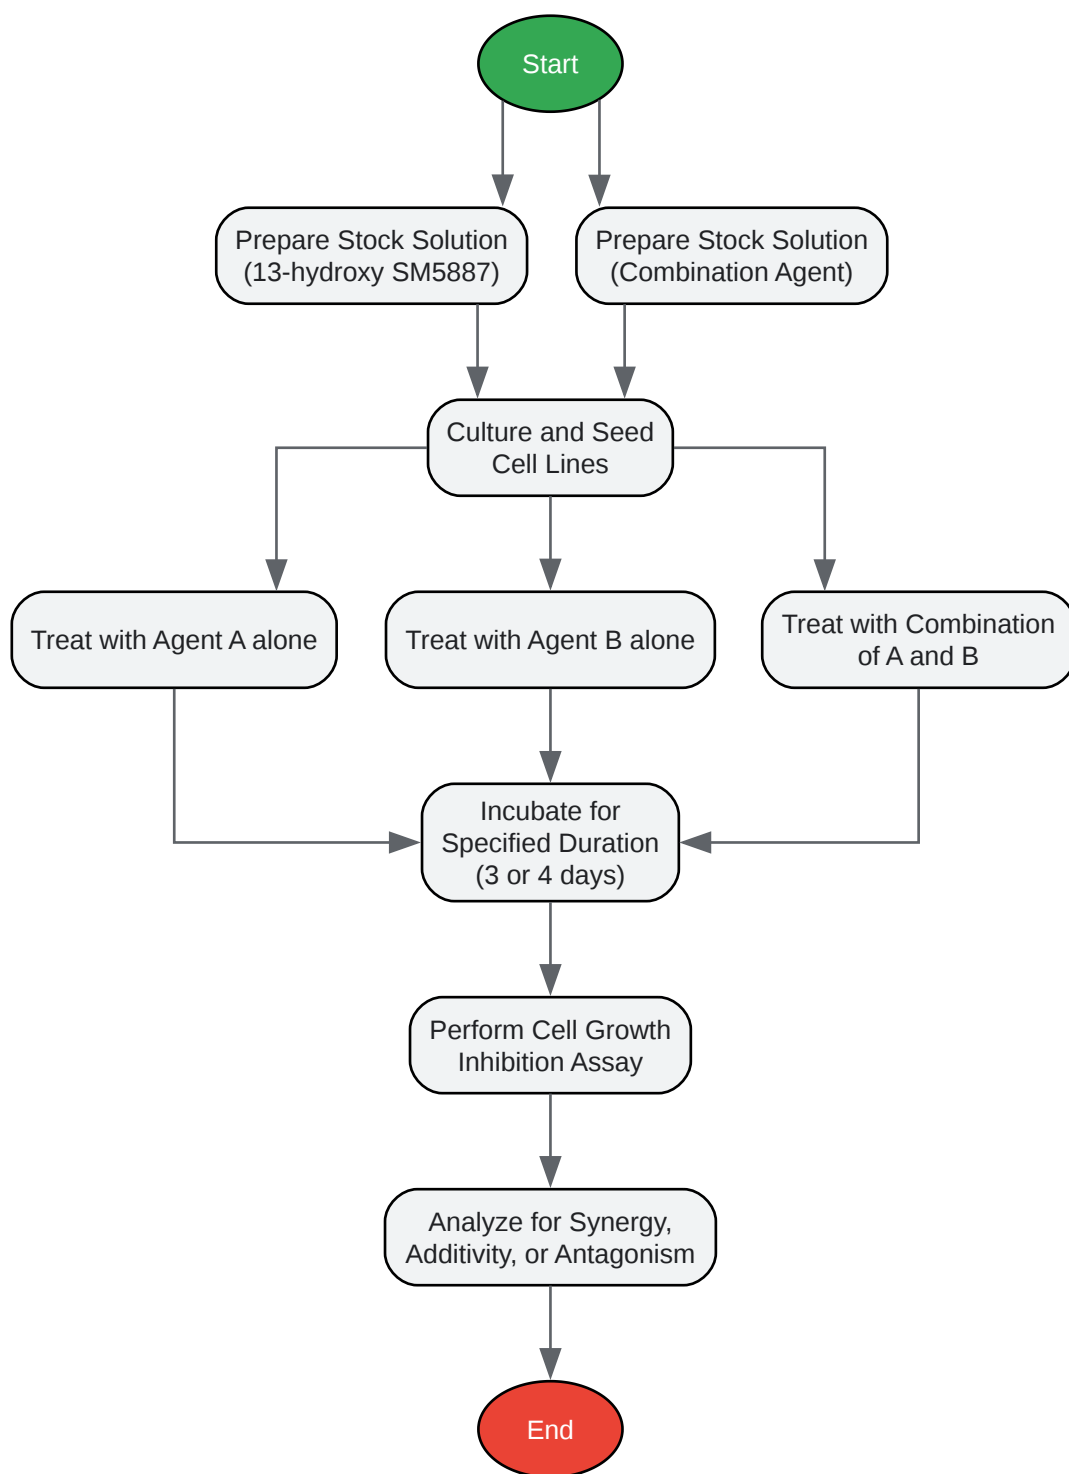 Start
Prepare Stock Solution
(13-hydroxy SM5887)
Prepare Stock Solution
(Combination Agent)
Culture and Seed
Cell Lines
Treat with Agent A alone
Treat with Agent B alone
Treat with Combination
of A and B
Incubate for
Specified Duration
(3 or 4 days)
Perform Cell Growth
Inhibition Assay
Analyze for Synergy,
Additivity, or Antagonism
End